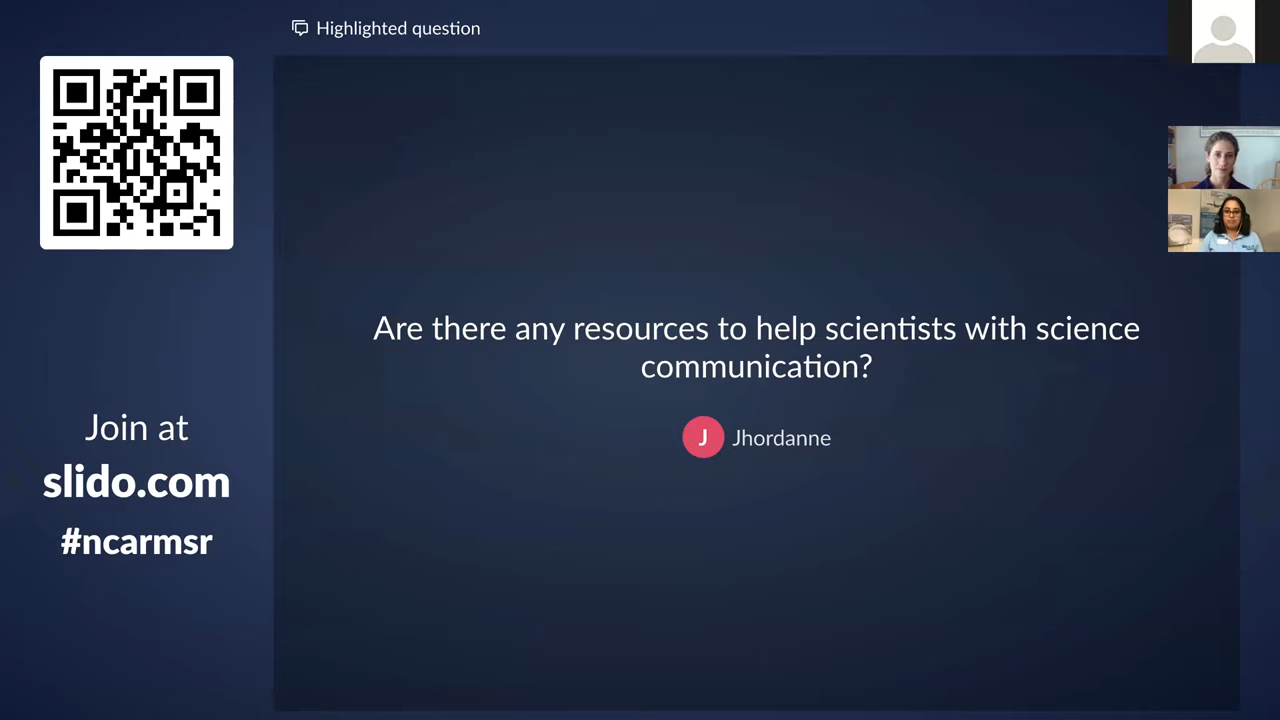 Highlighted question
Are there any resources to help scientists with science
communication?
J Jhordanne
Join at
slido.com
#ncarmsr